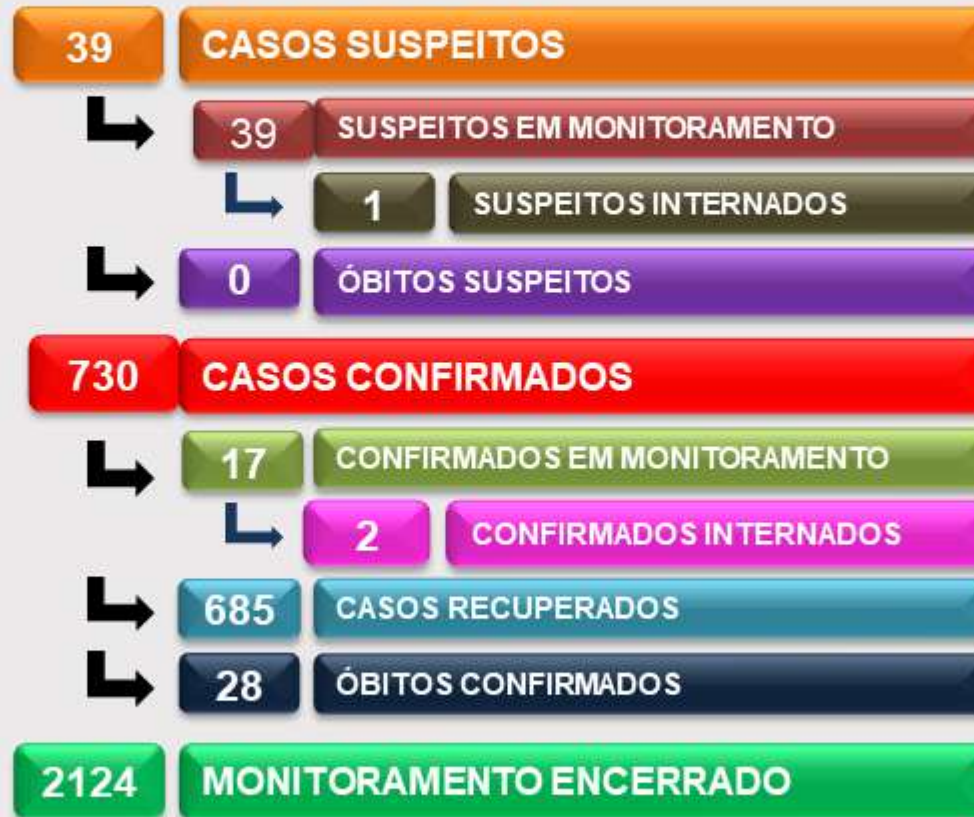 39 CASOS SUSPEITOS
39 SUSPEITOS EM MONITORAMENTO
1 SUSPEITOS INTERNADOS
0 ÓBITOS SUSPEITOS
730 CASOS CONFIRMADOS
17 CONFIRMADOS EM MONITORAMENTO
2 CONFIRMADOS INTERNADOS
685 CASOS RECUPERADOS
28 ÓBITOS CONFIRMADOS
2124 MONITORAMENTO ENCERRADO